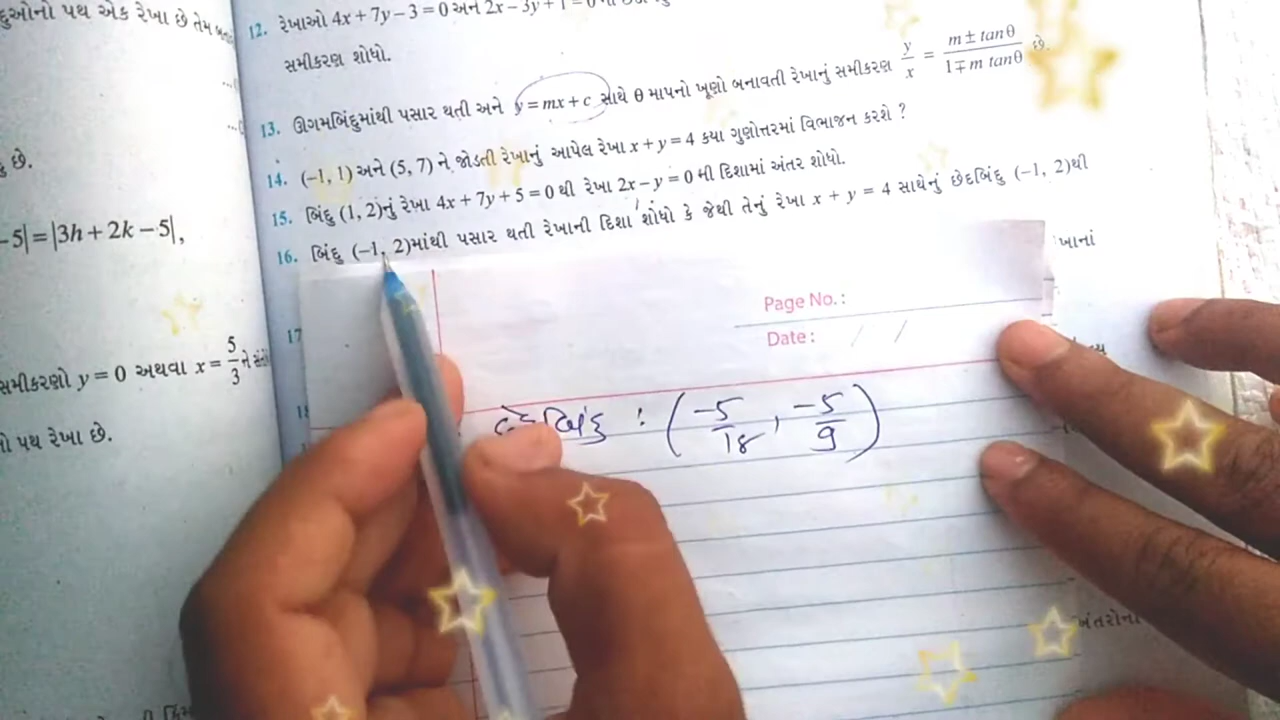 દુઓનો પથ એક રેખા છે તેમ
કુ છે.
-5| = |3h + 2k − 5|,
સમીકરણો y = 0 અથવા x = 5/3 ને
નો પથ રેખા છે.
12. રેખાઓ 4x + 7y − 3 = 0 અને 2x − 3y + 1 = 0
સમીકરણ શોધો.
13. ઊગમબિંદુમાંથી પસાર થતી અને y = mx + c સાથે θ માપનો ખૂણો બનાવતી રેખાનું સમીકરણ y/x = (m ± tanθ)/(1 ∓ m tanθ) છે.
14. (−1, 1) અને (5, 7) ને જોડતી રેખાનું આપેલ રેખા x + y = 4 કયા ગુણોત્તરમાં વિભાજન કરશે ?
15. બિંદુ (1, 2)નું રેખા 4x + 7y + 5 = 0 થી રેખા 2x − y = 0 ની દિશામાં અંતર શોધો.
16. બિંદુ (−1, 2)માંથી પસાર થતી રેખાની દિશા શોધો કે જેથી તેનું રેખા x + y = 4 સાથેનું છેદબિંદુ (−1, 2)થી
17
18
Page No. :
Date : / /
છેદબિંદુ : (−5/18, −5/9)